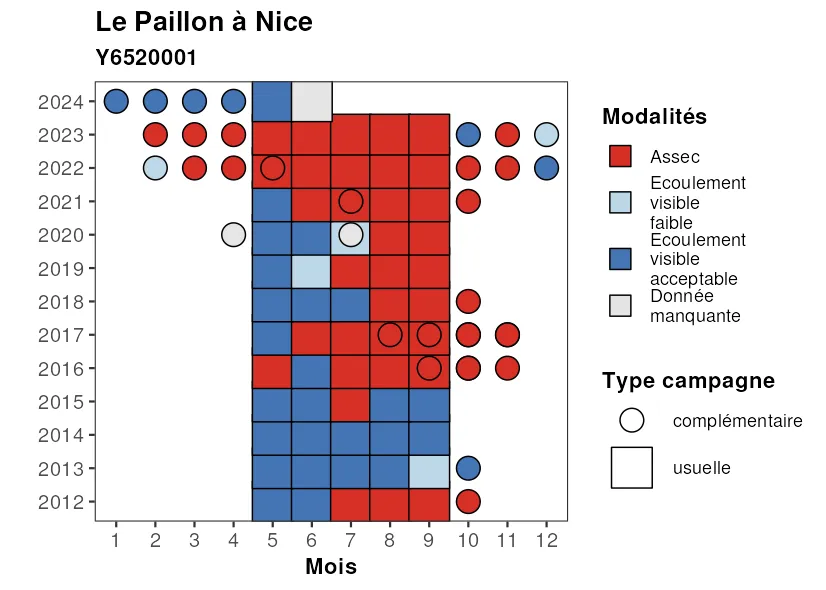 Le Paillon à Nice
Y6520001
2024
2023
2022
2021
2020
2019
2018
2017
2016
2015
2014
2013
2012
1 2 3 4 5 6 7 8 9 10 11 12
Mois
Modalités
Assec
Ecoulement
visible
faible
Ecoulement
visible
acceptable
Donnée
manquante
Type campagne
complémentaire
usuelle